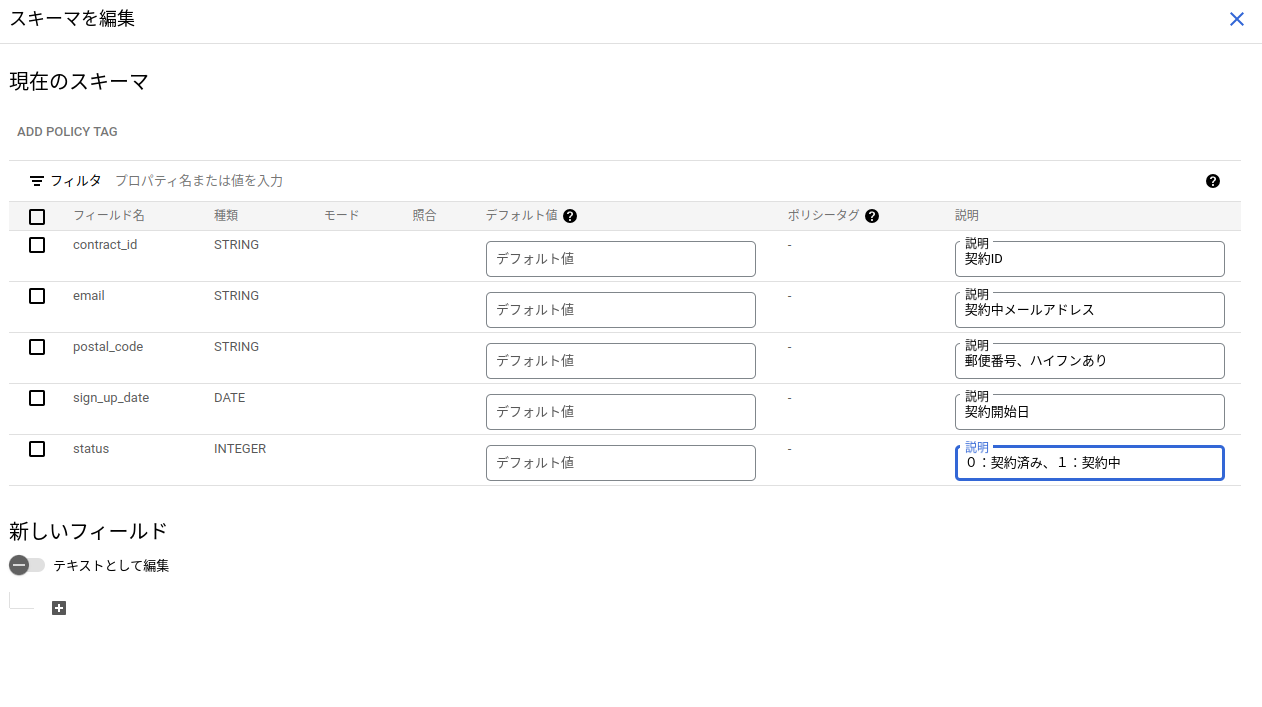 スキーマを編集
現在のスキーマ
ADD POLICY TAG
フィルタ プロパティ名または値を入力
フィールド名 種類 モード 照合 デフォルト値 ポリシータグ 説明
contract_id STRING デフォルト値 - 説明 契約ID
email STRING デフォルト値 - 説明 契約中メールアドレス
postal_code STRING デフォルト値 - 説明 郵便番号、ハイフンあり
sign_up_date DATE デフォルト値 - 説明 契約開始日
status INTEGER デフォルト値 - 説明 ０：契約済み、１：契約中
新しいフィールド
テキストとして編集